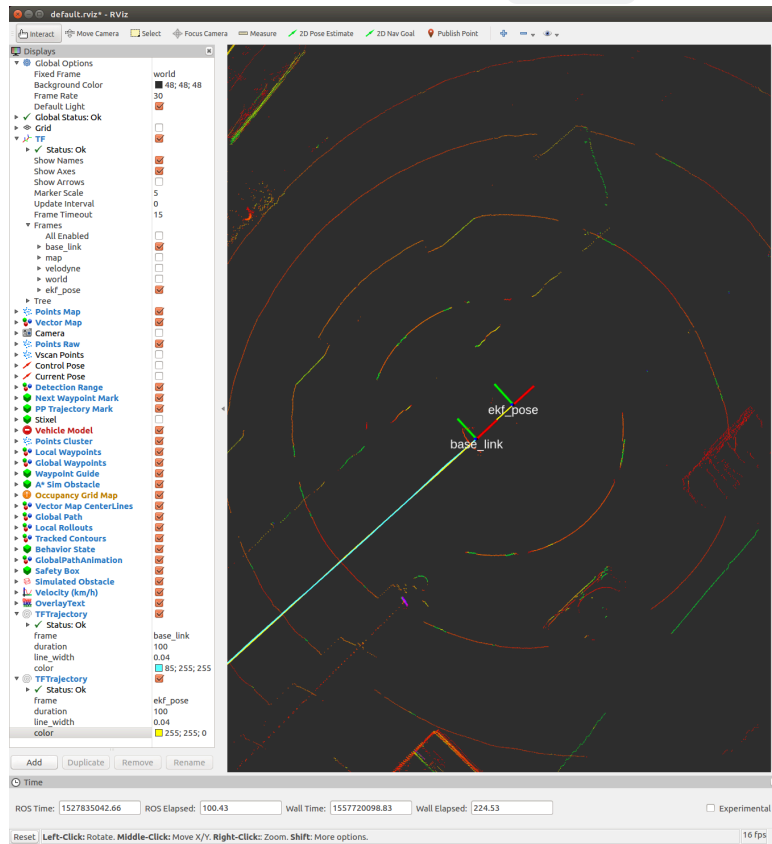 default.rviz* - RViz
Interact Move Camera Select Focus Camera Measure 2D Pose Estimate 2D Nav Goal Publish Point
Displays
Global Options
Fixed Frame world
Background Color 48; 48; 48
Frame Rate 30
Default Light
Global Status: Ok
Grid
TF
Status: Ok
Show Names
Show Axes
Show Arrows
Marker Scale 5
Update Interval 0
Frame Timeout 15
Frames
All Enabled
base_link
map
velodyne
world
ekf_pose
Tree
Points Map
Vector Map
Camera
Points Raw
Vscan Points
Control Pose
Current Pose
Detection Range
Next Waypoint Mark
PP Trajectory Mark
Stixel
Vehicle Model
Points Cluster
Local Waypoints
Global Waypoints
Waypoint Guide
A* Sim Obstacle
Occupancy Grid Map
Vector Map CenterLines
Global Path
Local Rollouts
Tracked Contours
Behavior State
GlobalPathAnimation
Safety Box
Simulated Obstacle
Velocity (km/h)
OverlayText
TFTrajectory
Status: Ok
frame base_link
duration 100
line_width 0.04
color 85; 255; 255
TFTrajectory
Status: Ok
frame ekf_pose
duration 100
line_width 0.04
color 255; 255; 0
Add Duplicate Remove Rename
ekf_pose
base_link
Time
ROS Time: 1527835042.66 ROS Elapsed: 100.43 Wall Time: 1557720098.83 Wall Elapsed: 224.53 Experimental
Reset Left-Click: Rotate. Middle-Click: Move X/Y. Right-Click:: Zoom. Shift: More options. 16 fps